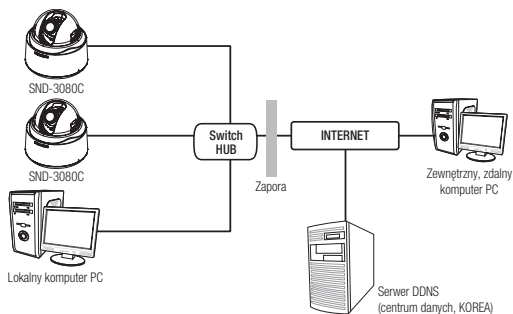 SND-3080C
SND-3080C
Switch
HUB
INTERNET
Zapora
Zewnętrzny, zdalny
komputer PC
Lokalny komputer PC
Serwer DDNS
(centrum danych, KOREA)